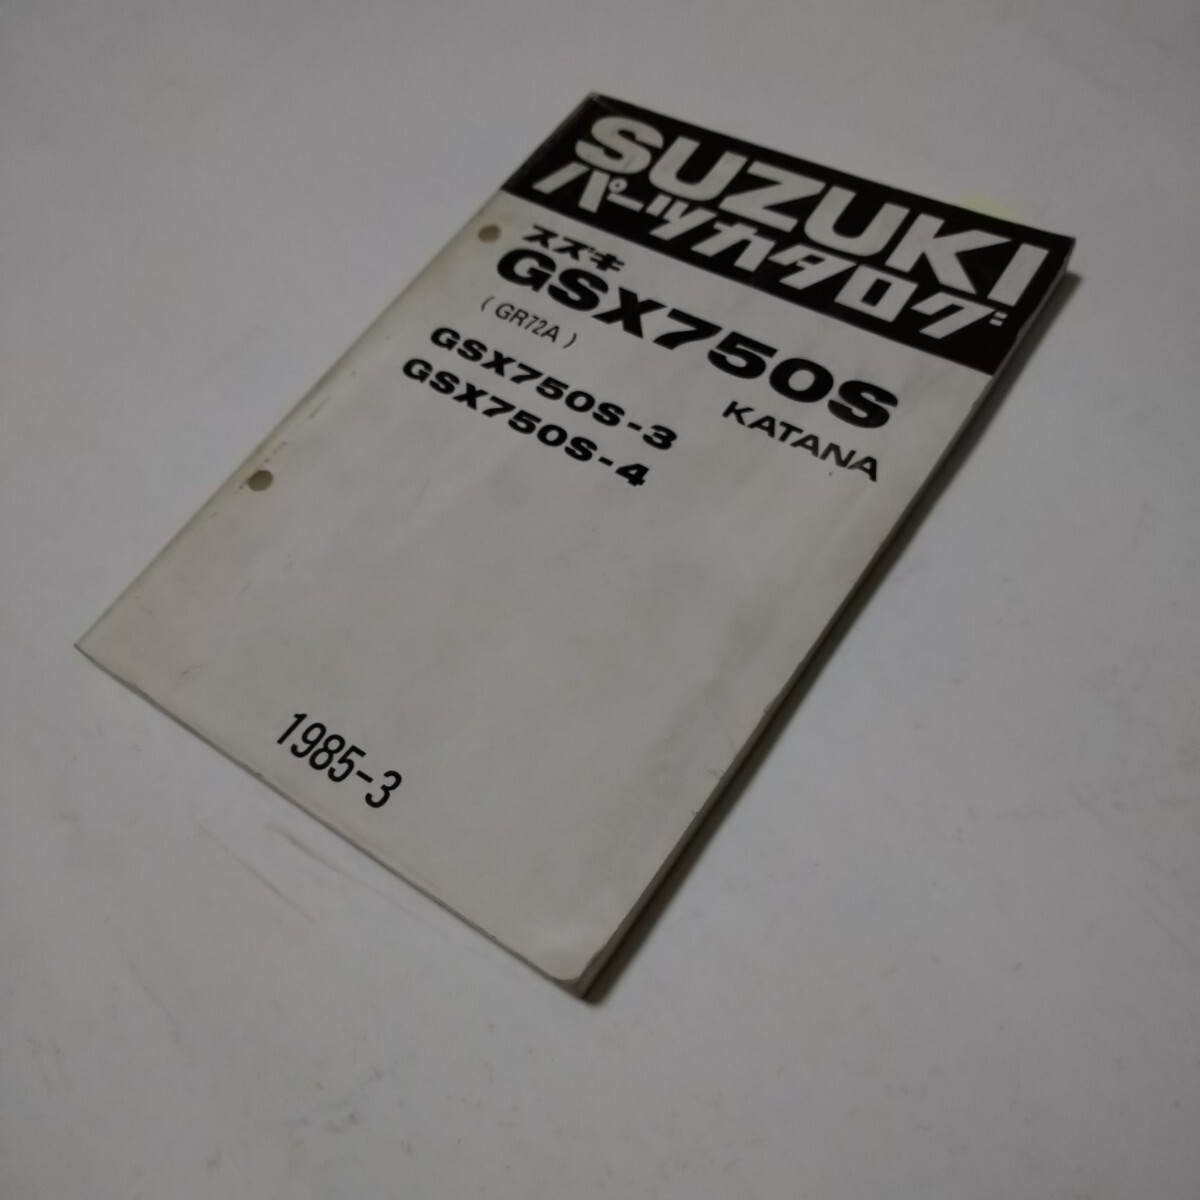 SUZUKI
パーツカタログ
スズキ
GSX750S
(GR72A)
KATANA
GSX750S-3
GSX750S-4
1985-3